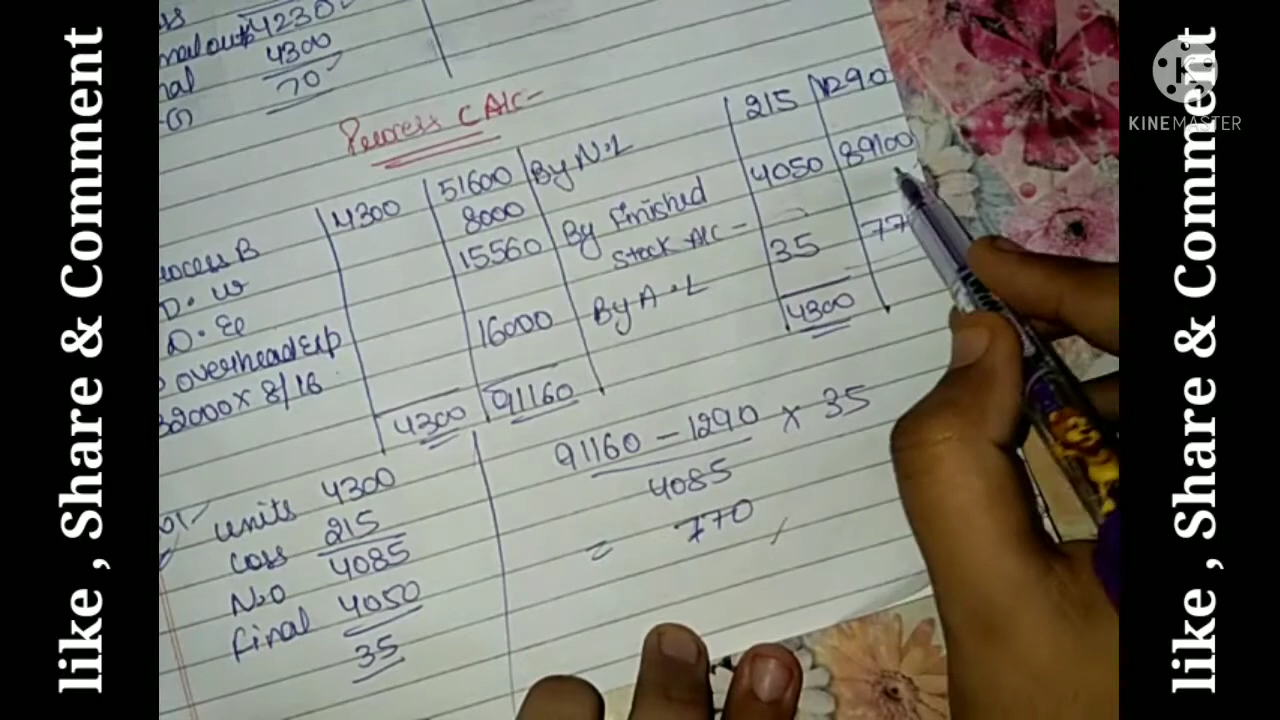 4230
4300
70
Process C A/C-
Process B 4300 51600 By N.L 215 1290
D. w 8000
D. Ex 15560 By Finished Stock A/C - 4050 89100
overhead Exp 16000 By A.L 35 770
32000 x 8/16
4300 91160 4300
units 4300
Loss 215
N.O 4085
final 4050
35
91160 - 1290 x 35
4085
= 770
like , Share & Comment
like , Share & Comment
K
KINEMASTER